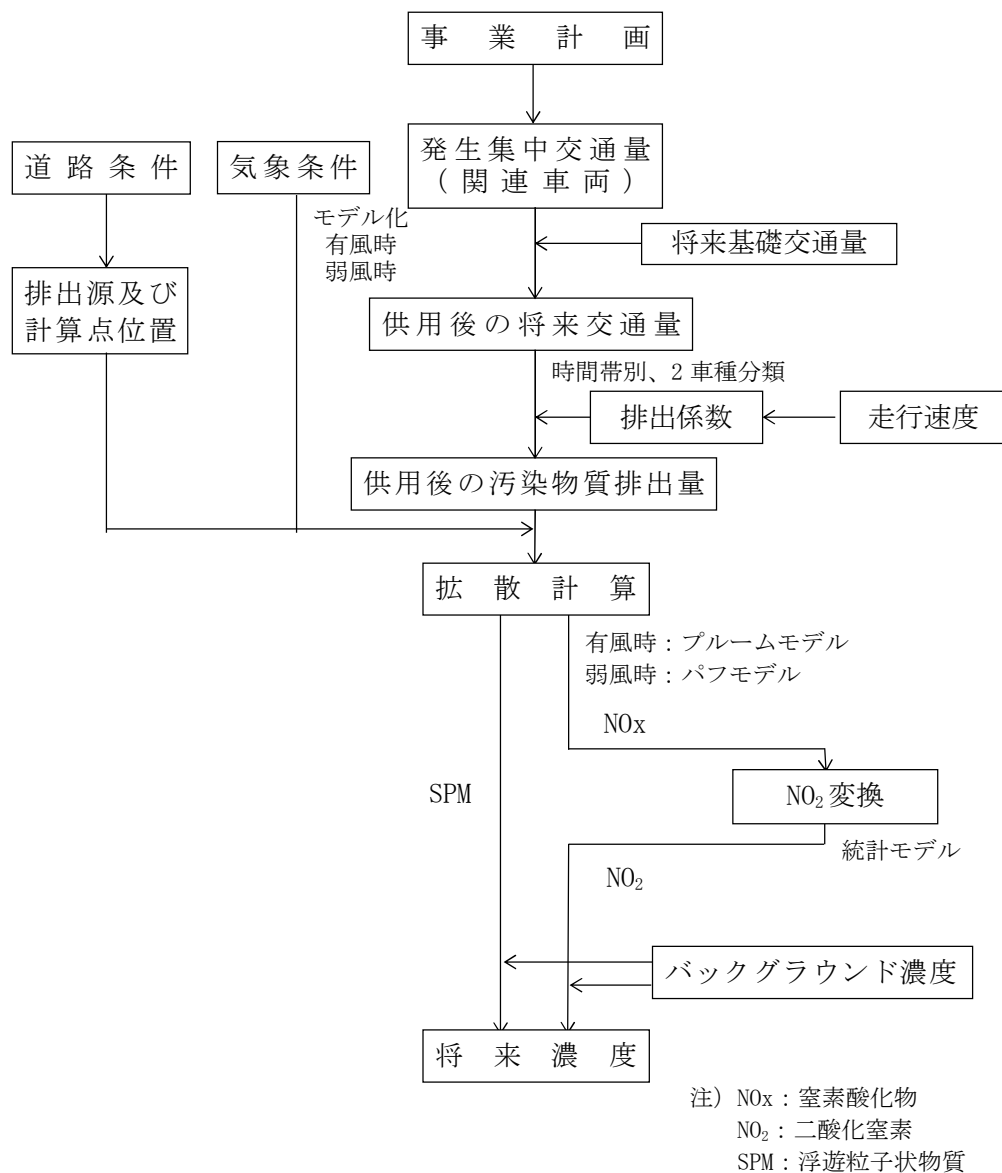 事業計画
発生集中交通量
(関連車両)
道路条件
気象条件
モデル化
有風時
弱風時
将来基礎交通量
排出源及び
計算点位置
供用後の将来交通量
時間帯別、2 車種分類
排出係数
走行速度
供用後の汚染物質排出量
拡散計算
有風時:プルームモデル
弱風時:パフモデル
NOx
SPM
NO₂変換
統計モデル
NO₂
バックグラウンド濃度
将来濃度
注) NOx:窒素酸化物
NO₂:二酸化窒素
SPM:浮遊粒子状物質